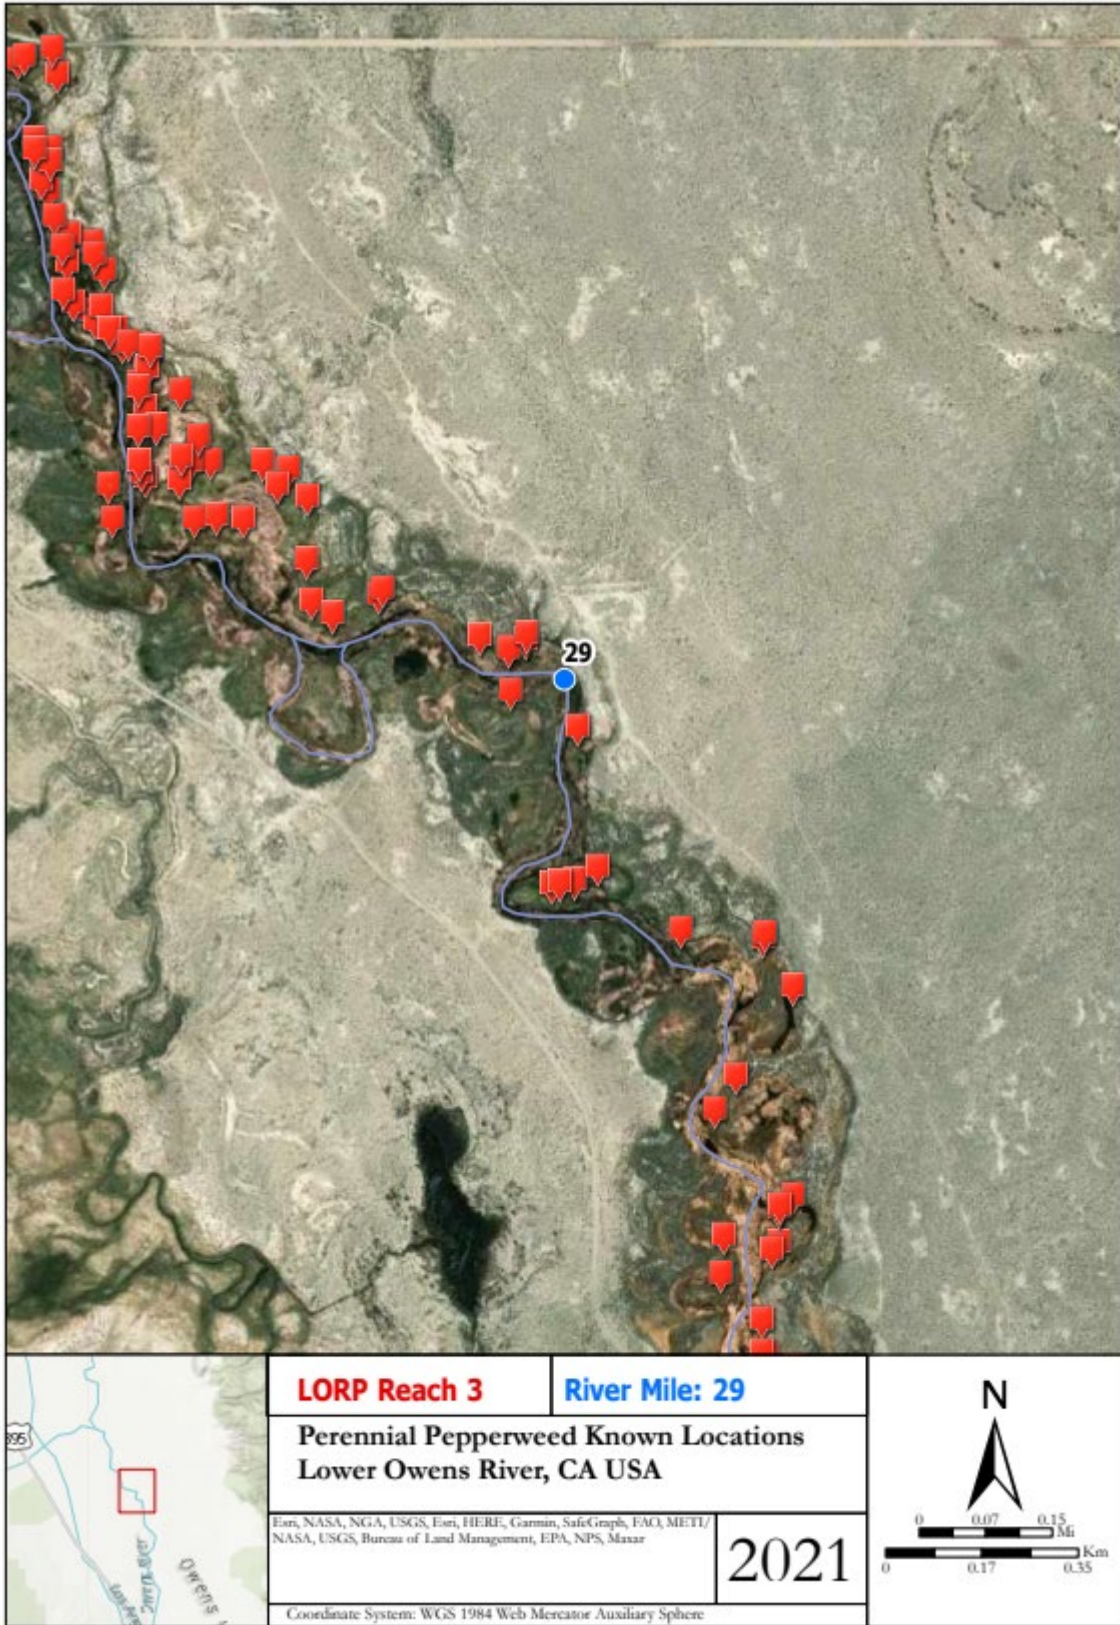 29
LORP Reach 3
River Mile: 29
Perennial Pepperweed Known Locations
Lower Owens River, CA USA
Esri, NASA, NGA, USGS, Esri, HERE, Garmin, SafeGraph, FAO, METI/
NASA, USGS, Bureau of Land Management, EPA, NPS, Maxar
2021
Coordinate System: WGS 1984 Web Mercator Auxiliary Sphere
395
Owens
N
0 0.07 0.15
Mi
Km
0 0.17 0.35